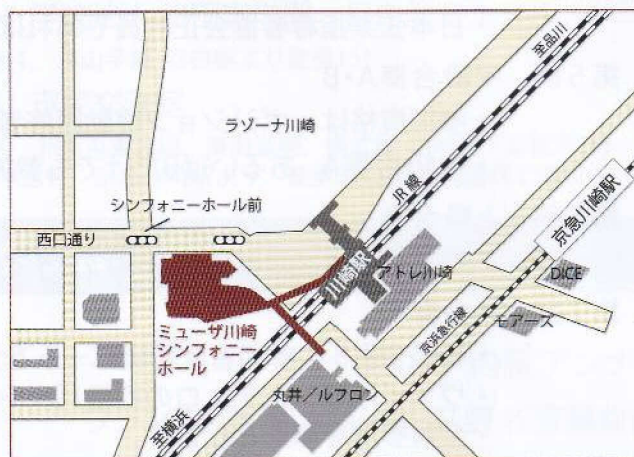 至品川
ラゾーナ川崎
JR線
シンフォニーホール前
京急川崎駅
西口通り
川崎駅
アトレ川崎
DICE
ミューザ川崎
シンフォニー
ホール
京浜急行線
モアーズ
丸井/ルフロン
至横浜